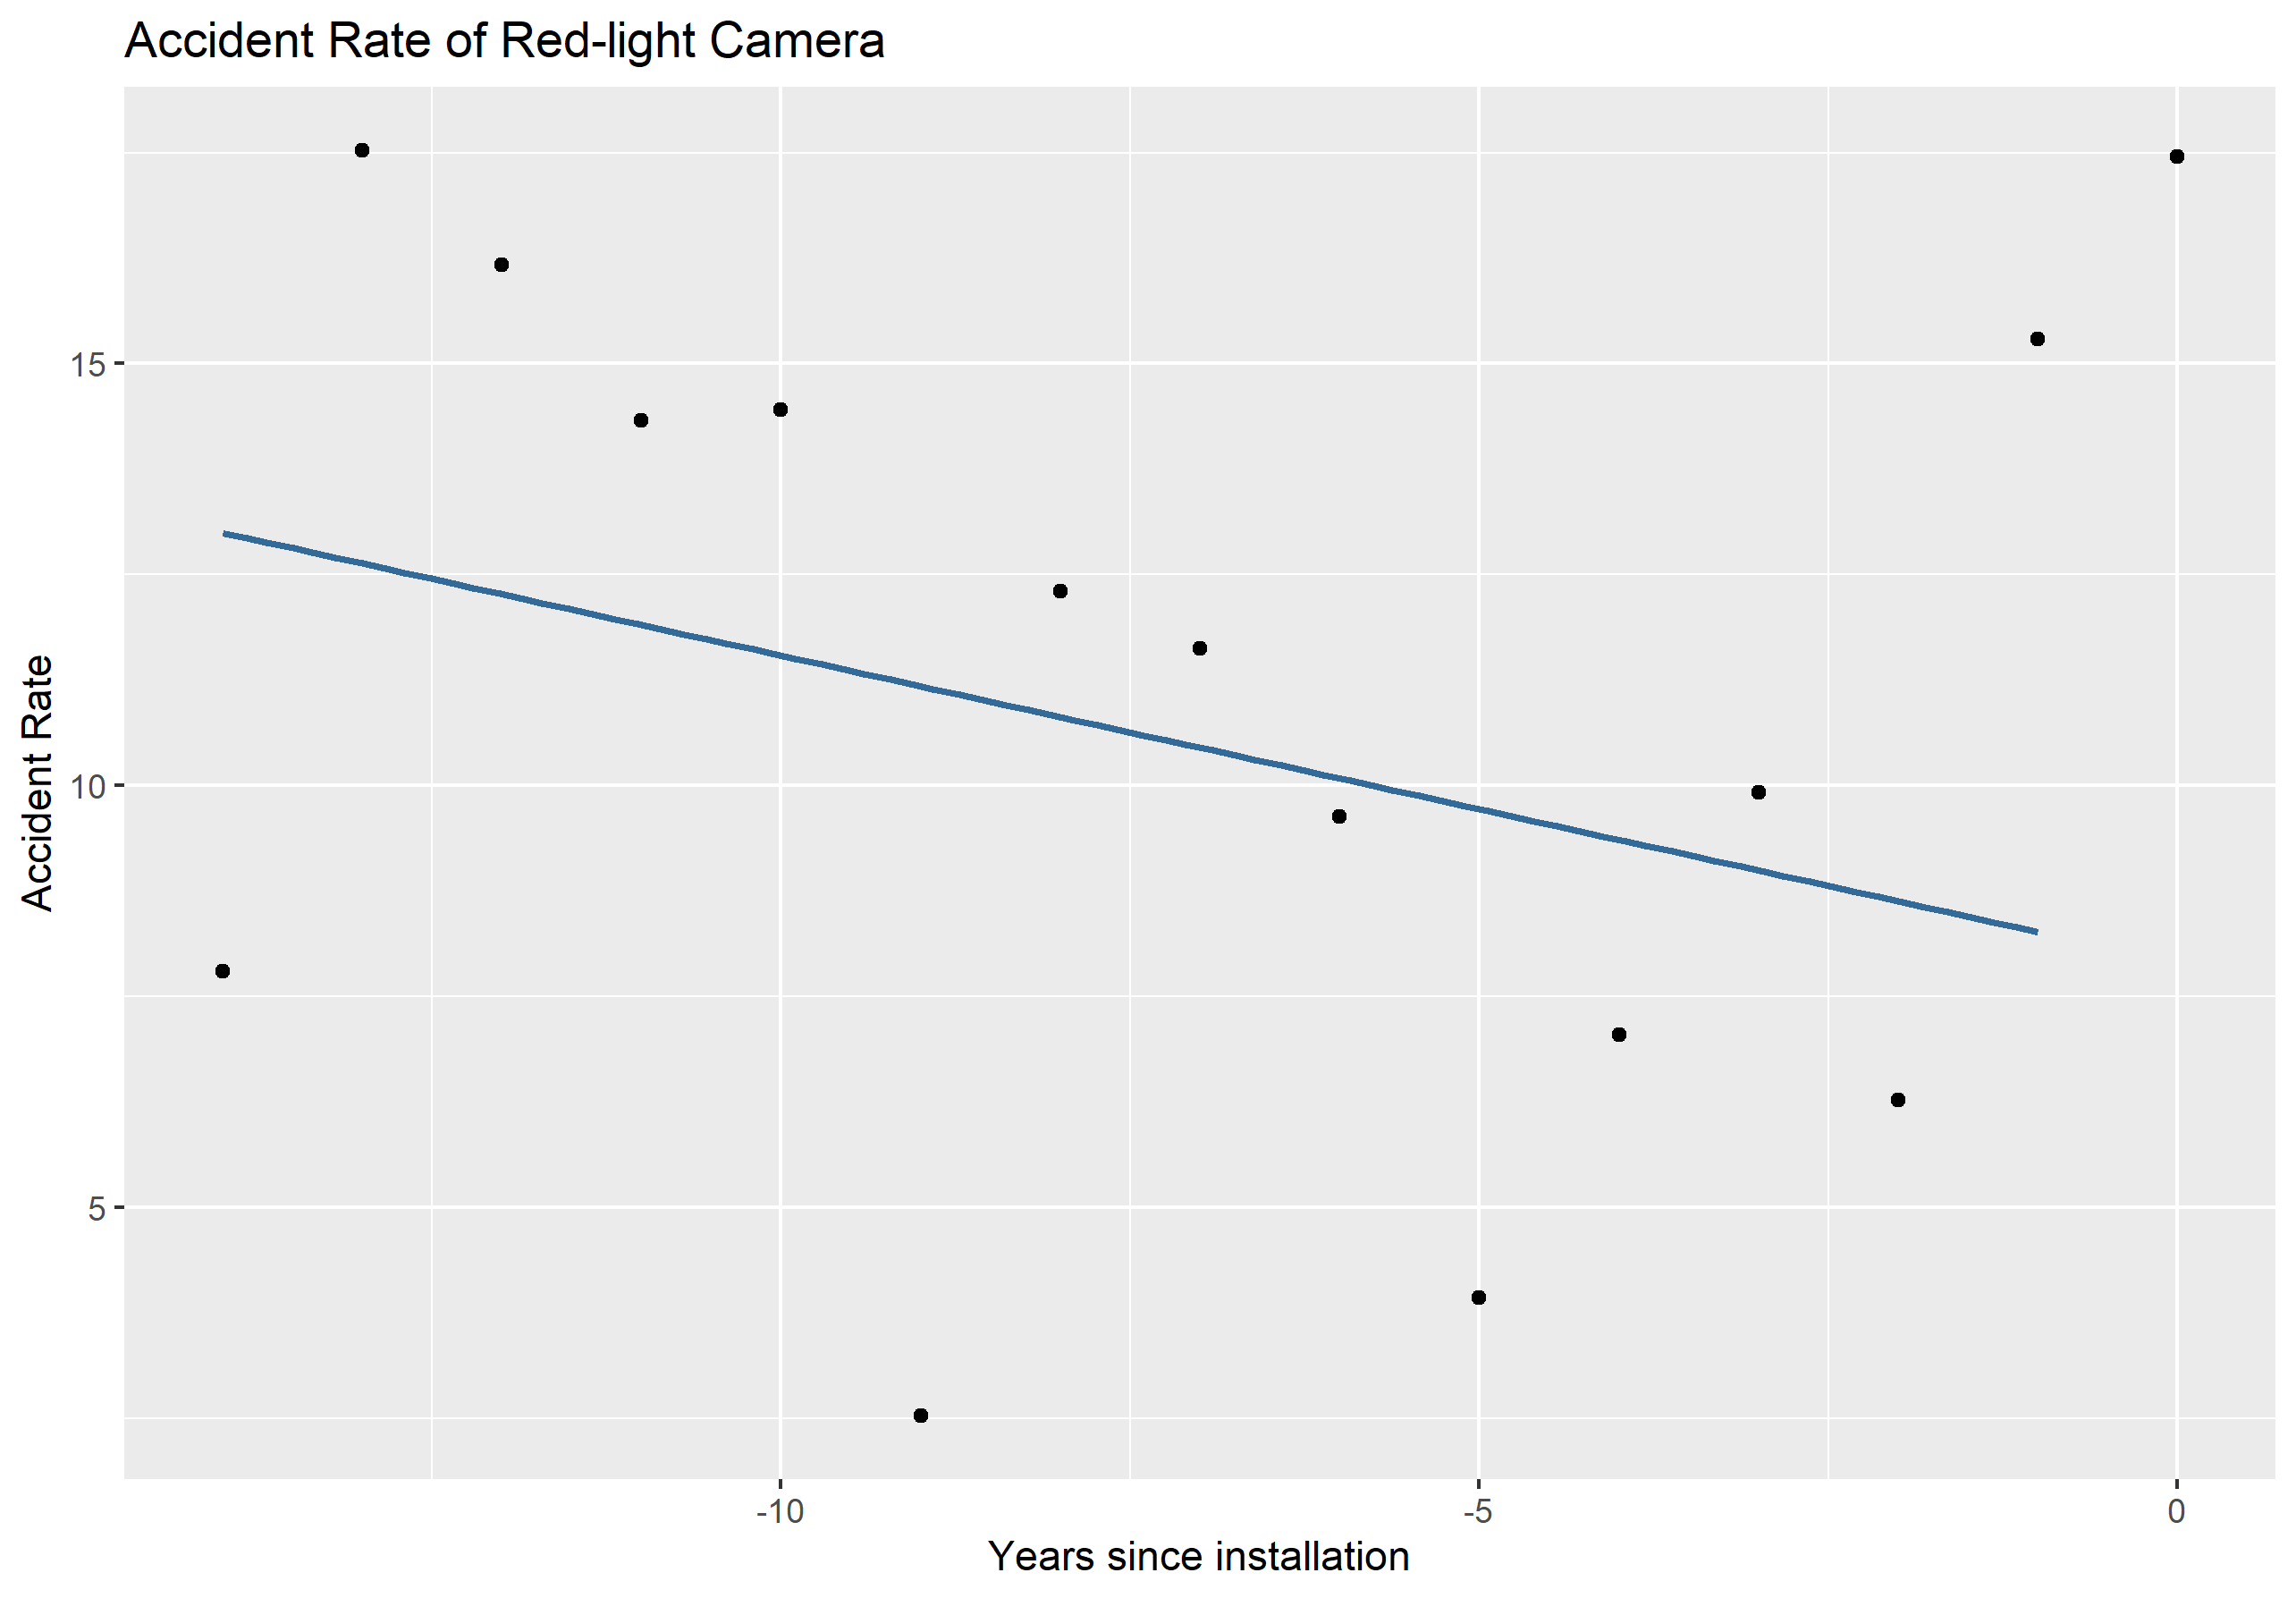 Accident Rate of Red-light Camera
15
10
5
Accident Rate
-10
-5
0
Years since installation